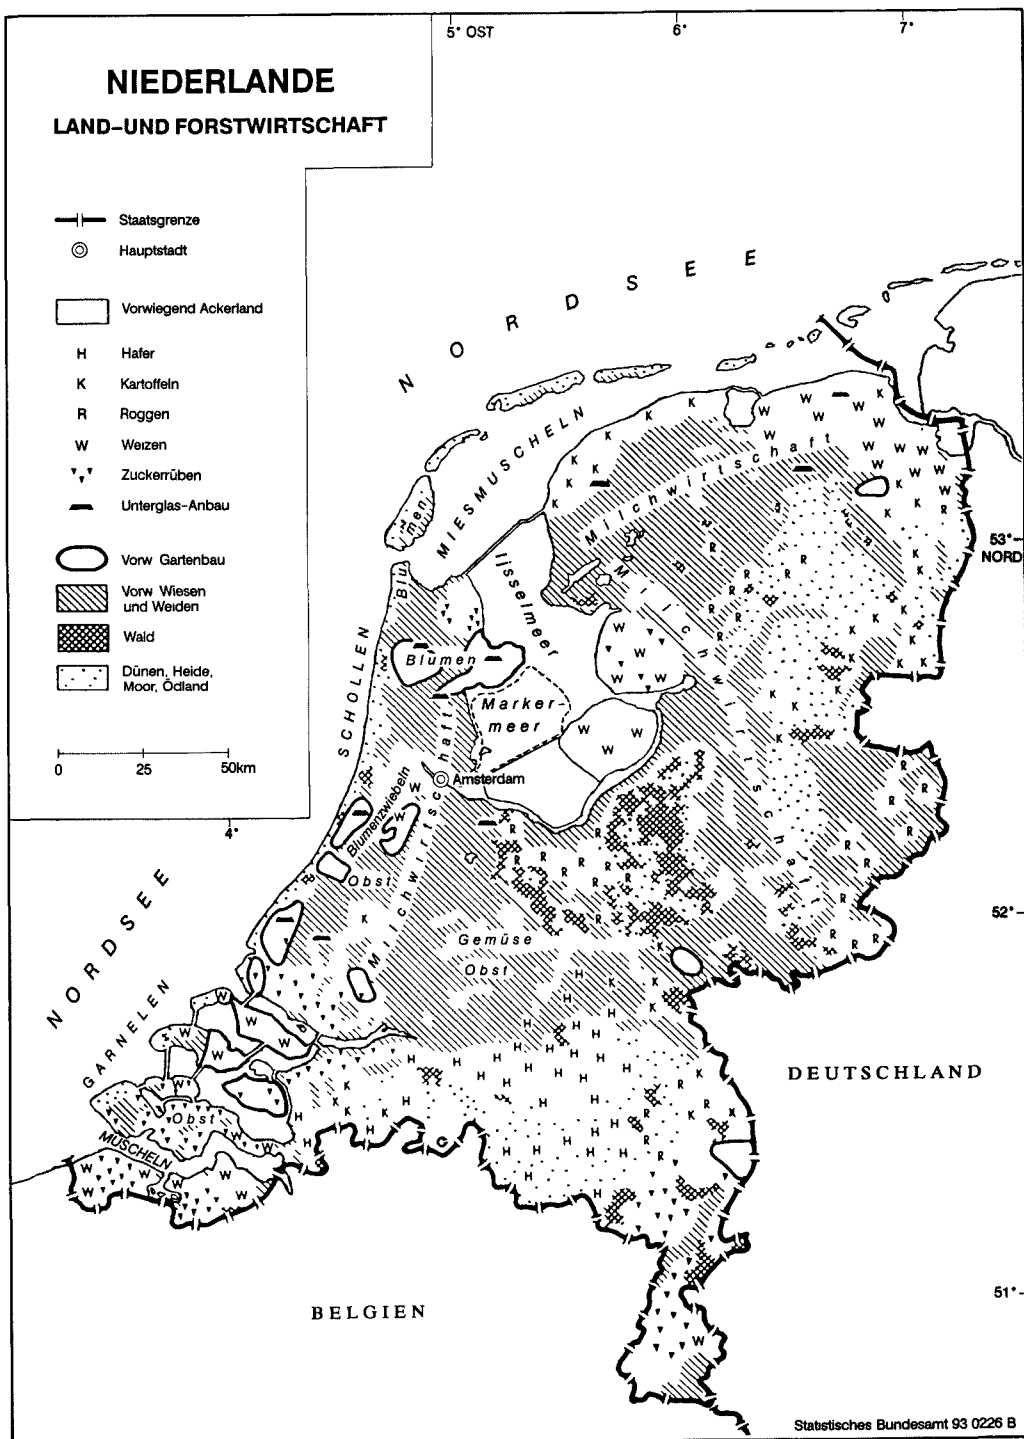 NIEDERLANDE
LAND-UND FORSTWIRTSCHAFT
Staatsgrenze
Hauptstadt
Vorwiegend Ackerland
H Hafer
K Kartoffeln
R Roggen
W Weizen
Zuckerrüben
Unterglas-Anbau
Vorw Gartenbau
Vorw Wiesen
und Weiden
Wald
Dünen, Heide,
Moor, Ödland
0 25 50km
5° OST
6°
7°
4°
53°
NORD
52°
51°
NORDSEE
MIESMUSCHELN
Milchwirtschaft
Milchwirtschaft
Ijsselmeer
Blumen
Blumen
Marker-
meer
SCHOLLEN
Amsterdam
Milchwirtschaft
Blumenzwiebeln
Obst
Gemüse
Obst
NORDSEE
GARNELEN
Obst
MUSCHELN
DEUTSCHLAND
BELGIEN
Statistisches Bundesamt 93 0226 B